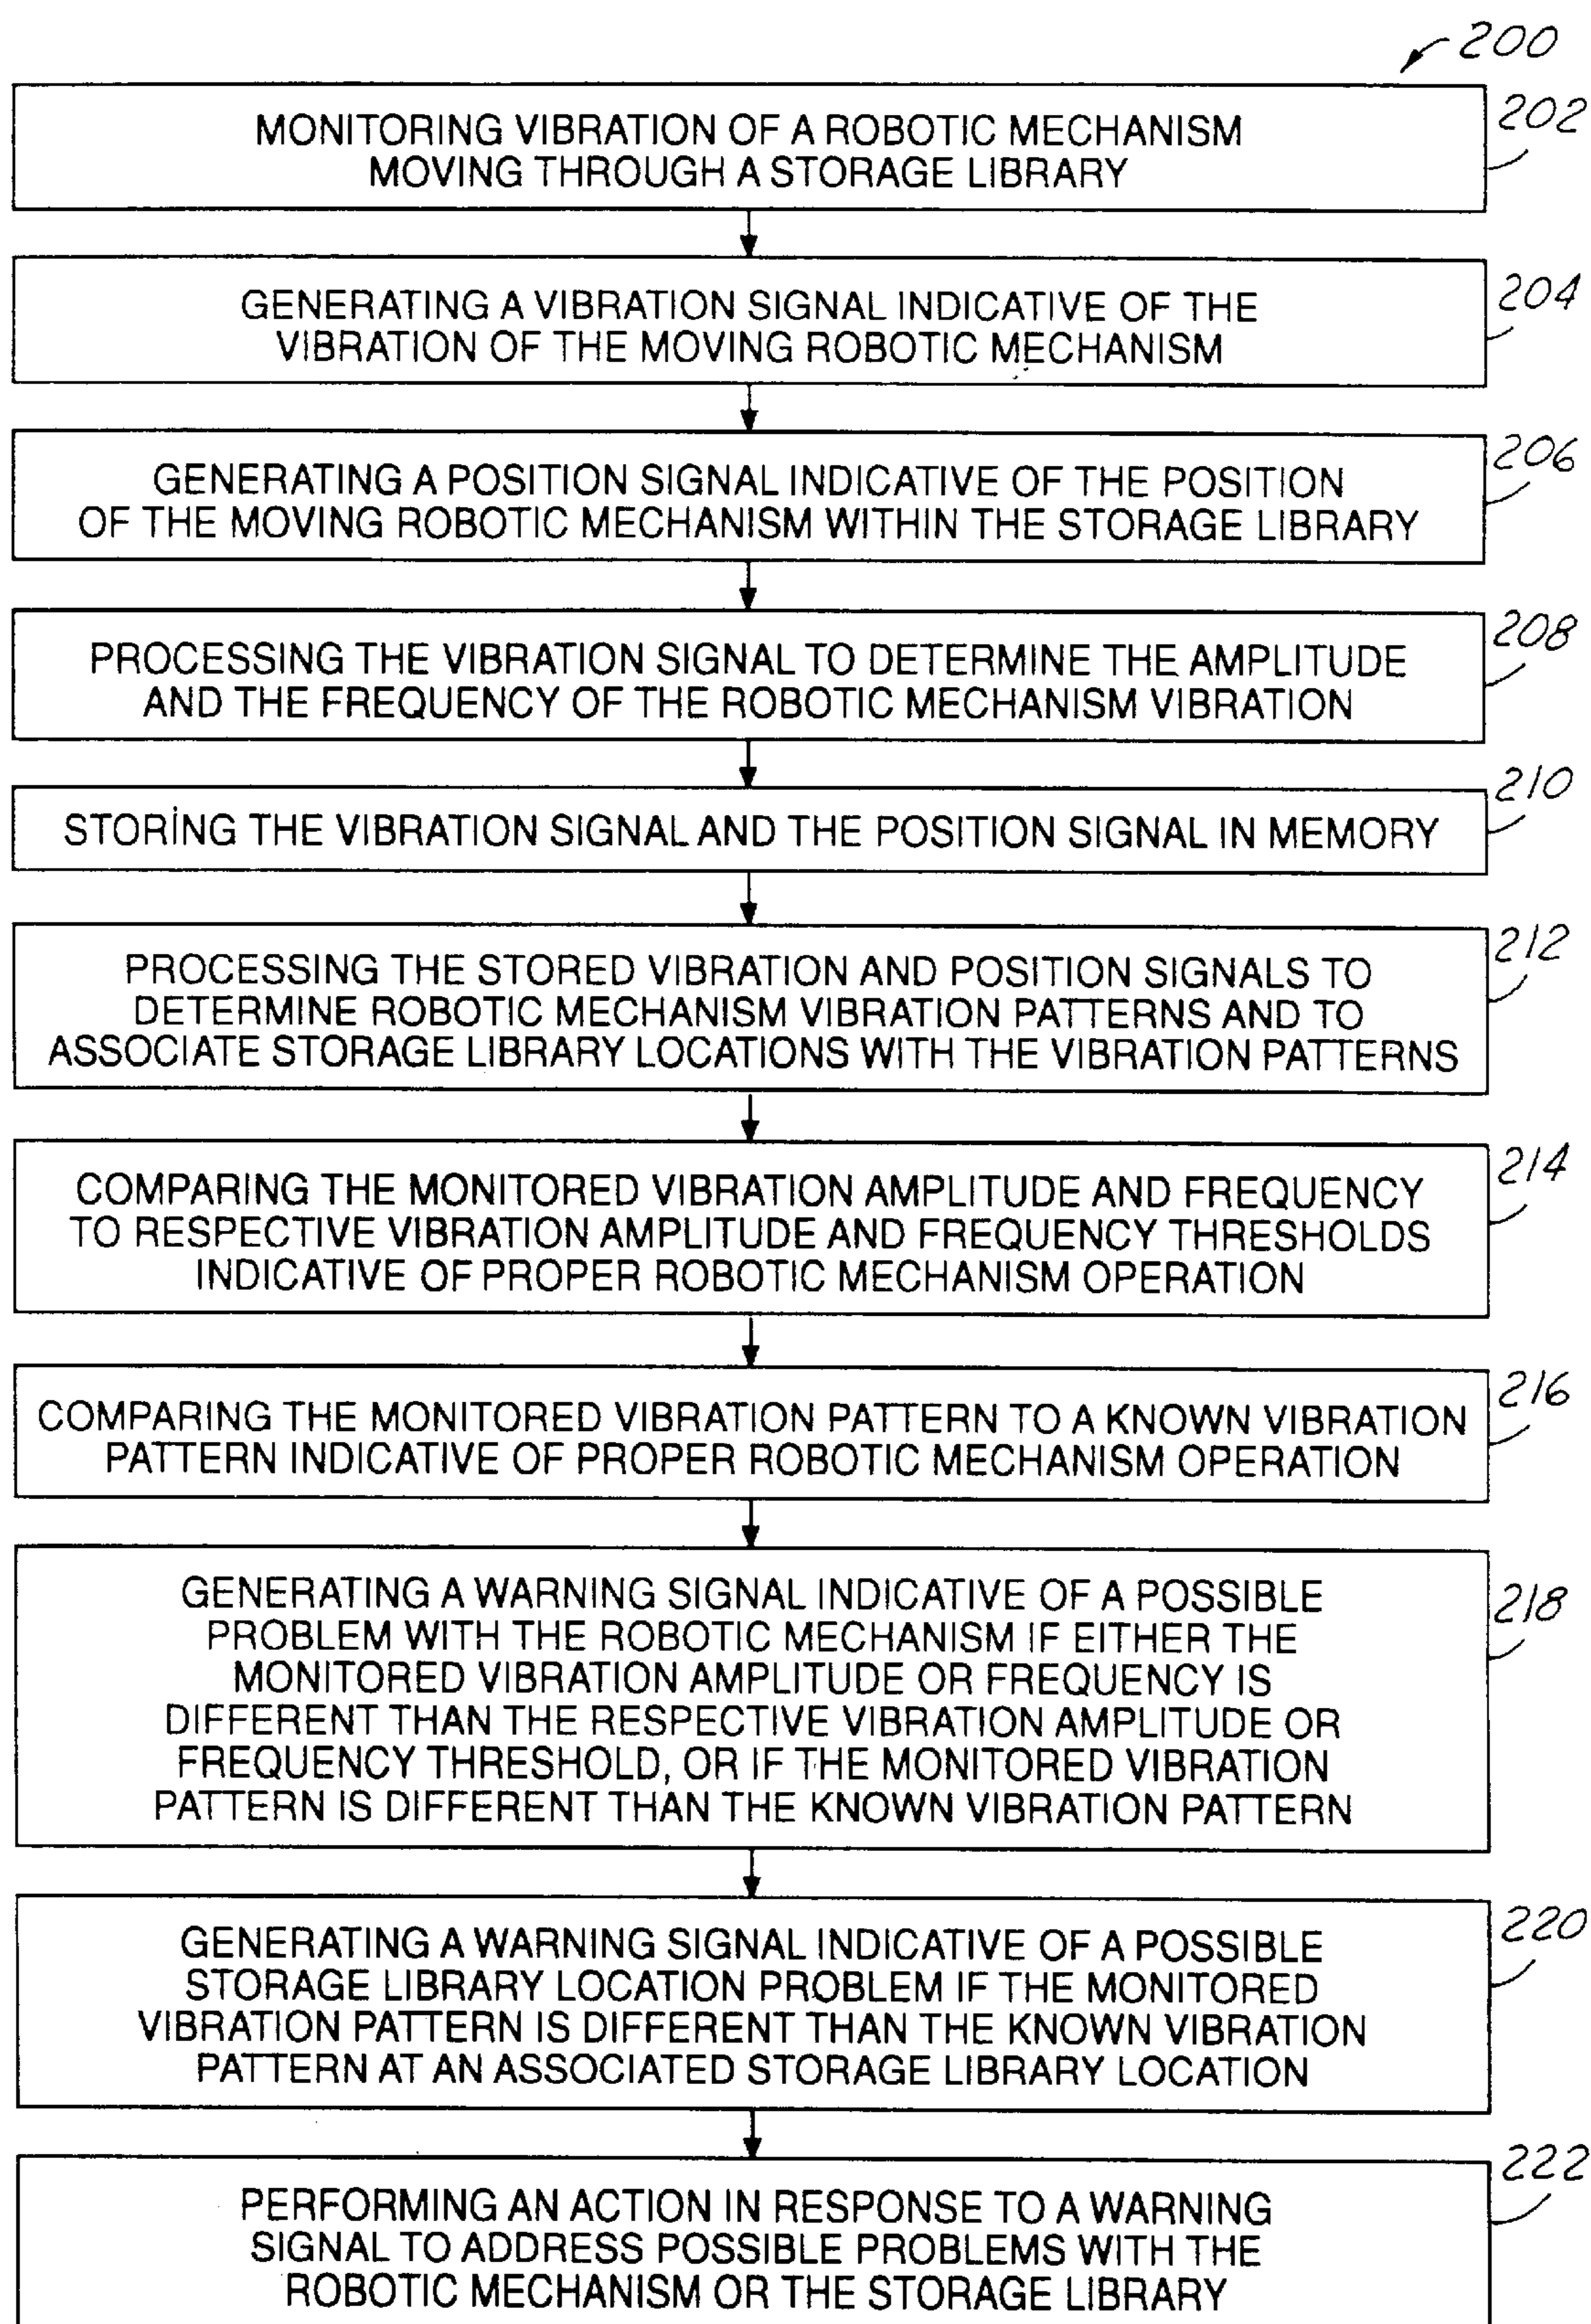 200
202
MONITORING VIBRATION OF A ROBOTIC MECHANISM
MOVING THROUGH A STORAGE LIBRARY
204
GENERATING A VIBRATION SIGNAL INDICATIVE OF THE
VIBRATION OF THE MOVING ROBOTIC MECHANISM
206
GENERATING A POSITION SIGNAL INDICATIVE OF THE POSITION
OF THE MOVING ROBOTIC MECHANISM WITHIN THE STORAGE LIBRARY
208
PROCESSING THE VIBRATION SIGNAL TO DETERMINE THE AMPLITUDE
AND THE FREQUENCY OF THE ROBOTIC MECHANISM VIBRATION
210
STORING THE VIBRATION SIGNAL AND THE POSITION SIGNAL IN MEMORY
212
PROCESSING THE STORED VIBRATION AND POSITION SIGNALS TO
DETERMINE ROBOTIC MECHANISM VIBRATION PATTERNS AND TO
ASSOCIATE STORAGE LIBRARY LOCATIONS WITH THE VIBRATION PATTERNS
214
COMPARING THE MONITORED VIBRATION AMPLITUDE AND FREQUENCY
TO RESPECTIVE VIBRATION AMPLITUDE AND FREQUENCY THRESHOLDS
INDICATIVE OF PROPER ROBOTIC MECHANISM OPERATION
216
COMPARING THE MONITORED VIBRATION PATTERN TO A KNOWN VIBRATION
PATTERN INDICATIVE OF PROPER ROBOTIC MECHANISM OPERATION
218
GENERATING A WARNING SIGNAL INDICATIVE OF A POSSIBLE
PROBLEM WITH THE ROBOTIC MECHANISM IF EITHER THE
MONITORED VIBRATION AMPLITUDE OR FREQUENCY IS
DIFFERENT THAN THE RESPECTIVE VIBRATION AMPLITUDE OR
FREQUENCY THRESHOLD, OR IF THE MONITORED VIBRATION
PATTERN IS DIFFERENT THAN THE KNOWN VIBRATION PATTERN
220
GENERATING A WARNING SIGNAL INDICATIVE OF A POSSIBLE
STORAGE LIBRARY LOCATION PROBLEM IF THE MONITORED
VIBRATION PATTERN IS DIFFERENT THAN THE KNOWN VIBRATION
PATTERN AT AN ASSOCIATED STORAGE LIBRARY LOCATION
222
PERFORMING AN ACTION IN RESPONSE TO A WARNING
SIGNAL TO ADDRESS POSSIBLE PROBLEMS WITH THE
ROBOTIC MECHANISM OR THE STORAGE LIBRARY